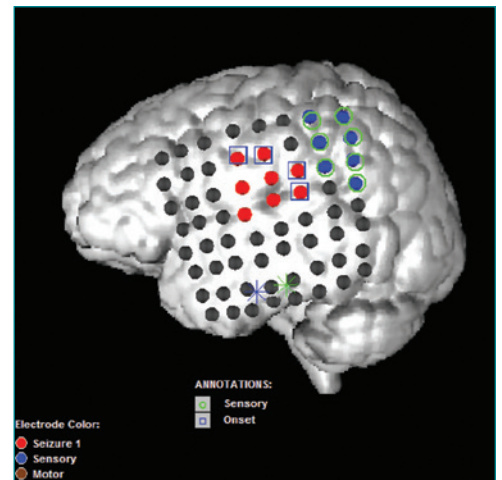 ANNOTATIONS:
Sensory
Onset
Electrode Color:
Seizure 1
Sensory
Motor